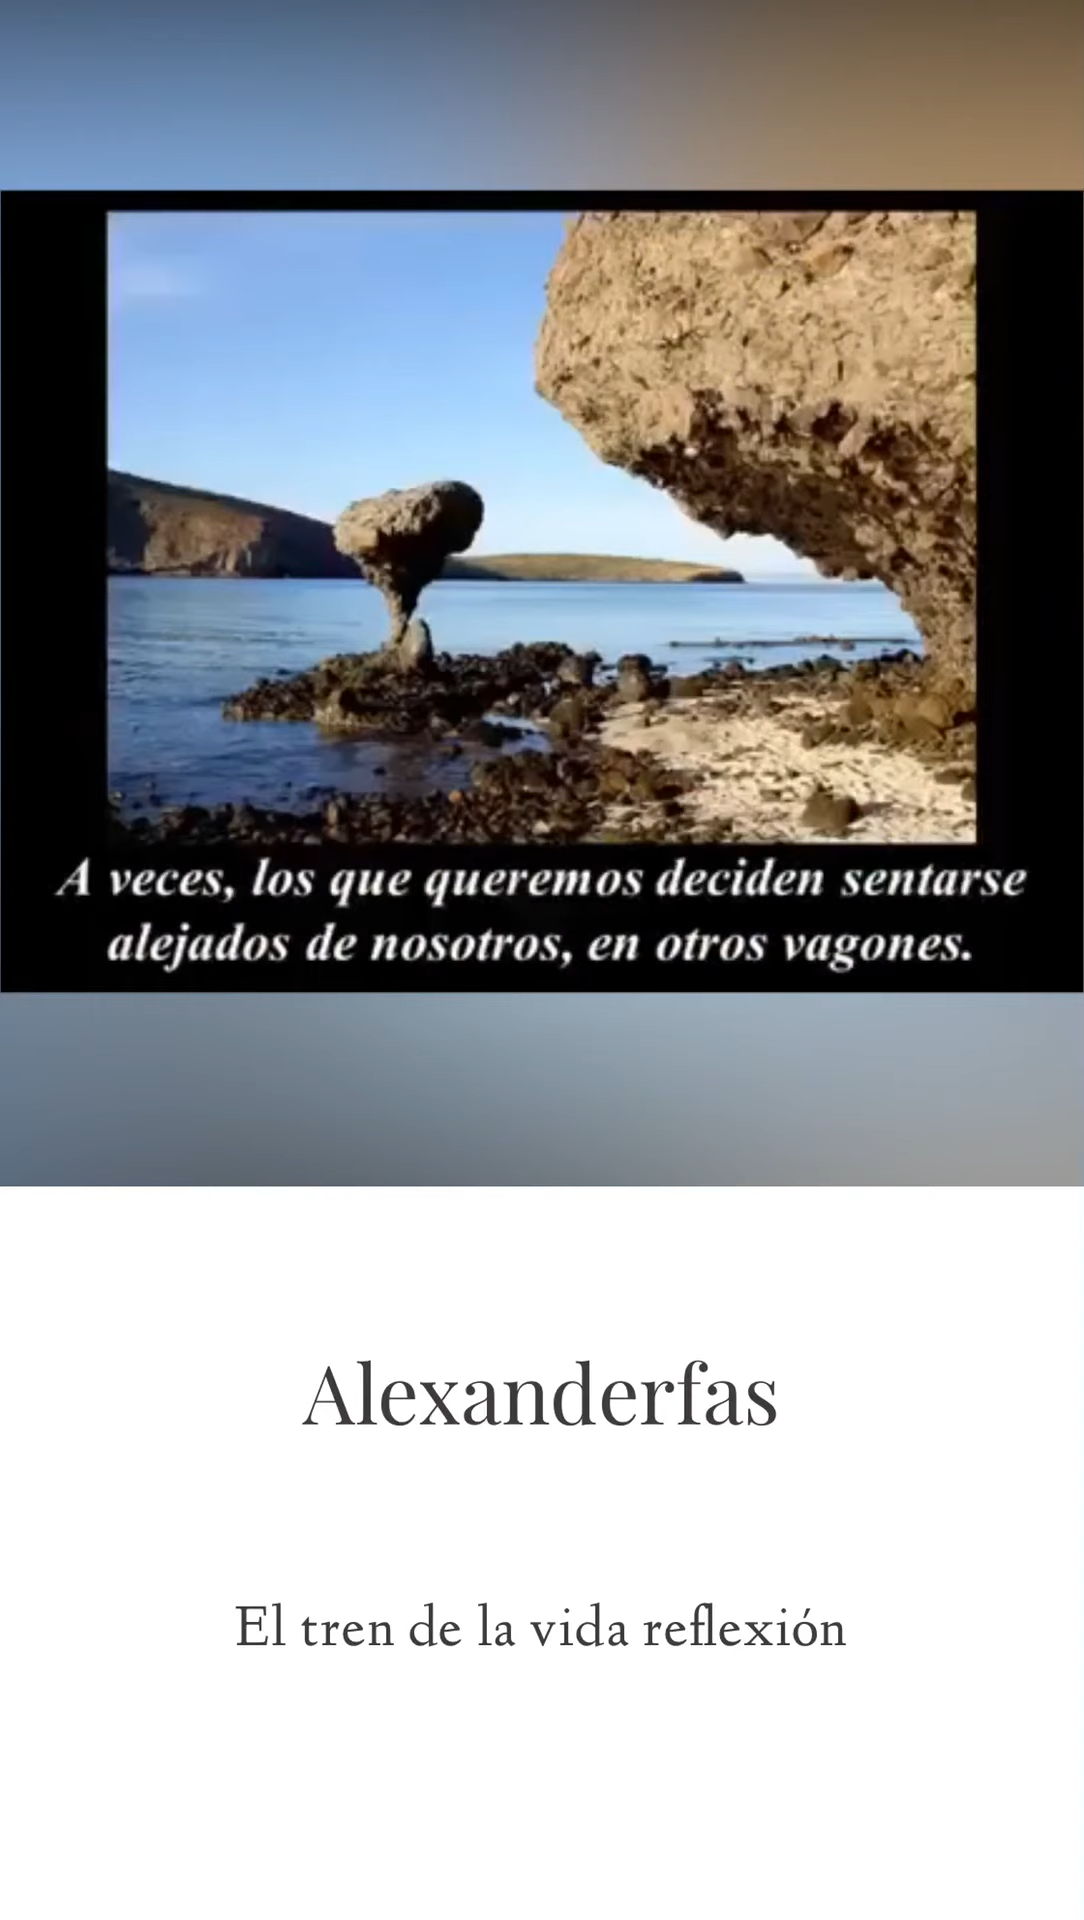 A veces, los que queremos deciden sentarse
alejados de nosotros, en otros vagones.
Alexanderfas
El tren de la vida reflexión